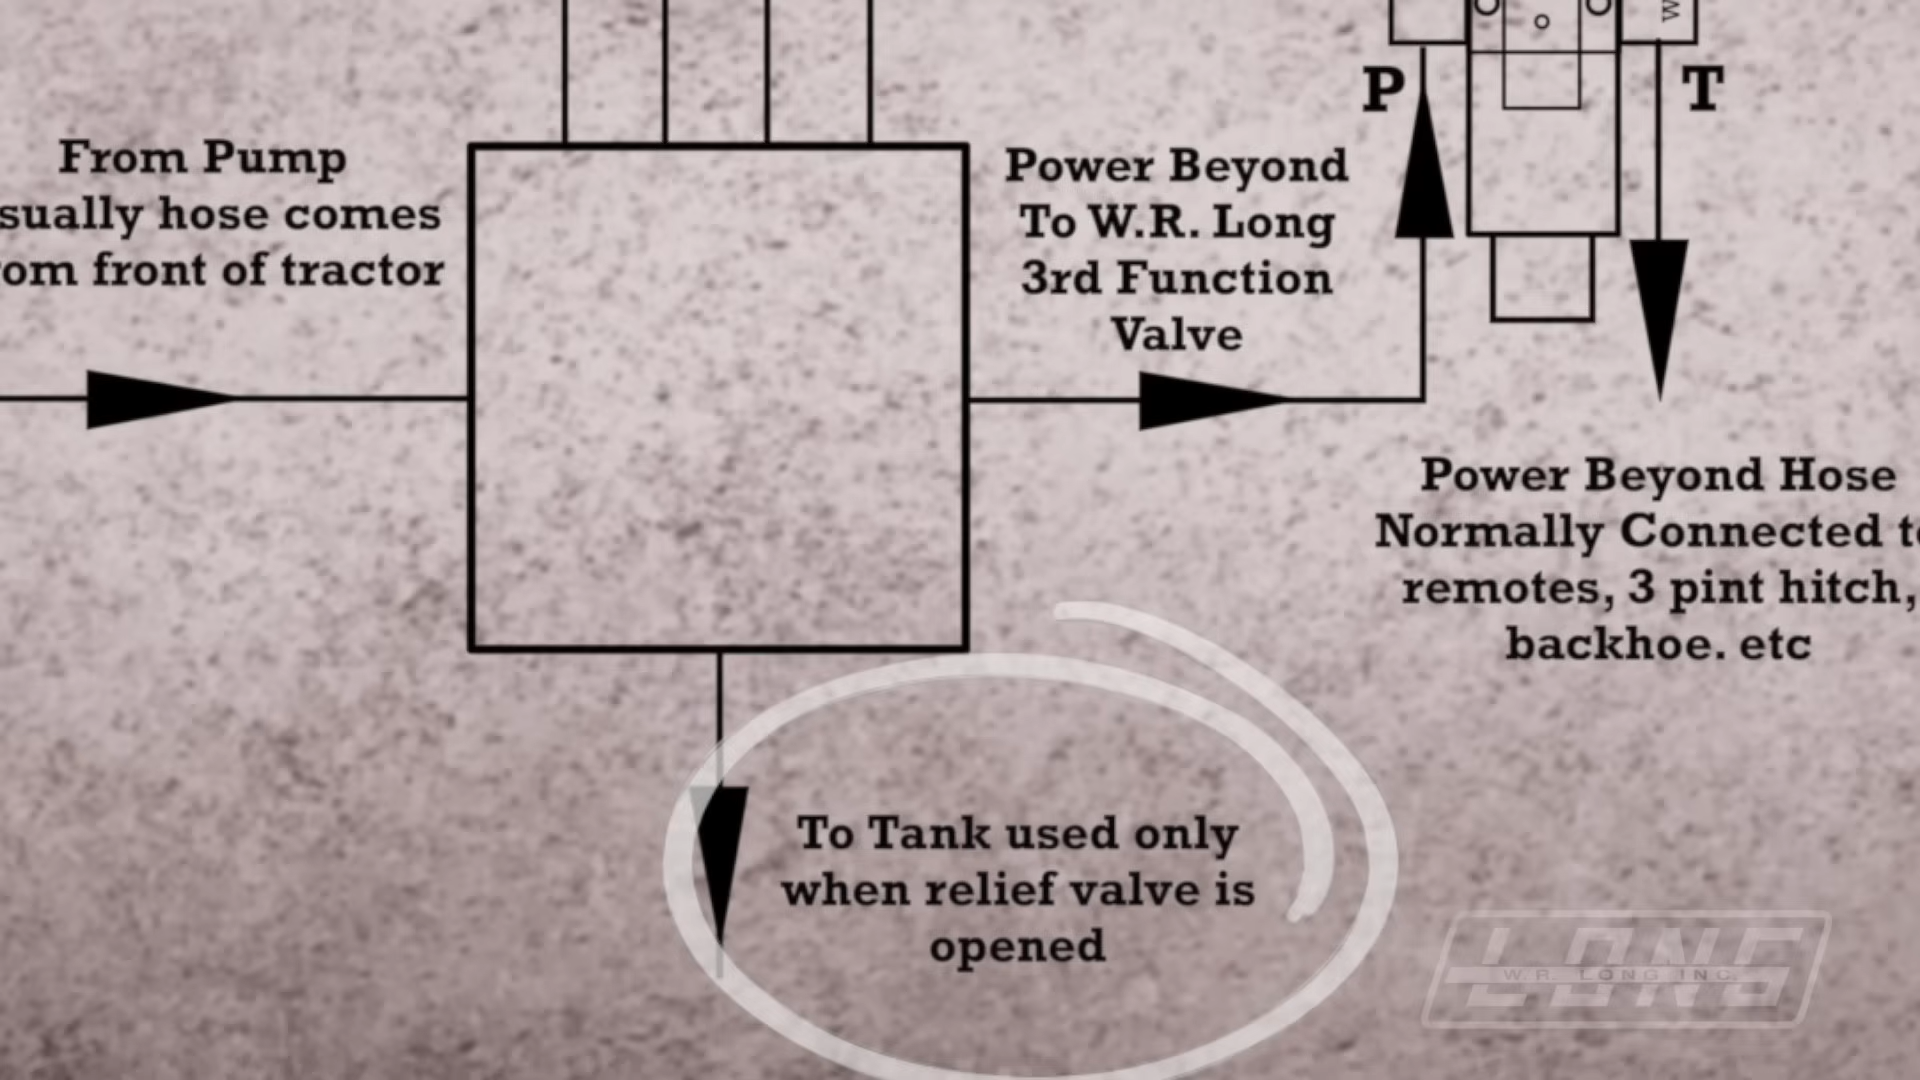 From Pump
sually hose comes
om front of tractor
Power Beyond
To W.R. Long
3rd Function
Valve
P
T
Power Beyond Hose
Normally Connected t
remotes, 3 pint hitch,
backhoe. etc
To Tank used only
when relief valve is
opened
LONG
W.R. LONG INC.